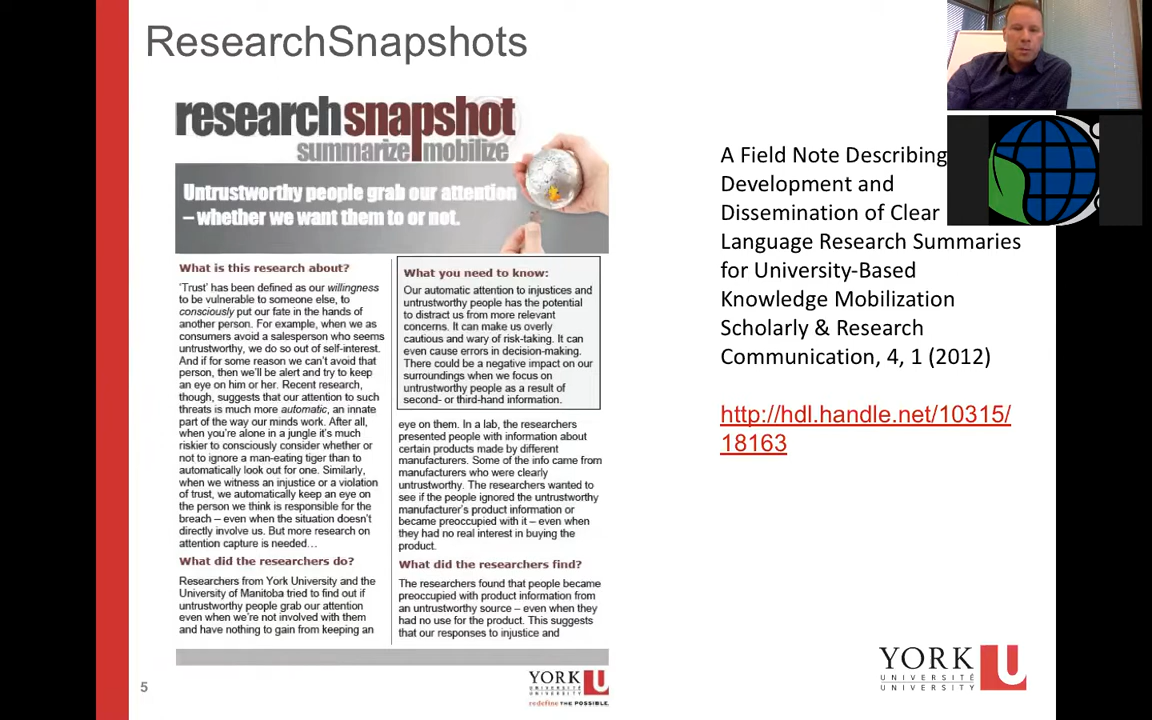 ResearchSnapshots
researchsnapshot
summarize mobilize
Untrustworthy people grab our attention
– whether we want them to or not.
What is this research about?
'Trust' has been defined as our willingness
to be vulnerable to someone else, to
consciously put our fate in the hands of
another person. For example, when we as
consumers avoid a salesperson who seems
untrustworthy, we do so out of self-interest.
And if for some reason we can't avoid that
person, then we'll be alert and try to keep
an eye on him or her. Recent research,
though, suggests that our attention to such
threats is much more automatic, an innate
part of the way our minds work. After all,
when you're alone in a jungle it's much
riskier to consciously consider whether or
not to ignore a man-eating tiger than to
automatically look out for one. Similarly,
when we witness an injustice or a violation
of trust, we automatically keep an eye on
the person we think is responsible for the
breach – even when the situation doesn't
directly involve us. But more research on
attention capture is needed…
What did the researchers do?
Researchers from York University and the
University of Manitoba tried to find out if
untrustworthy people grab our attention
even when we're not involved with them
and have nothing to gain from keeping an
What you need to know:
Our automatic attention to injustices and
untrustworthy people has the potential
to distract us from more relevant
concerns. It can make us overly
cautious and wary of risk-taking. It can
even cause errors in decision-making.
There could be a negative impact on our
surroundings when we focus on
untrustworthy people as a result of
second- or third-hand information.
eye on them. In a lab, the researchers
presented people with information about
certain products made by different
manufacturers. Some of the info came from
manufacturers who were clearly
untrustworthy. The researchers wanted to
see if the people ignored the untrustworthy
manufacturer's product information or
became preoccupied with it – even when
they had no real interest in buying the
product.
What did the researchers find?
The researchers found that people became
preoccupied with product information from
an untrustworthy source – even when they
had no use for the product. This suggests
that our responses to injustice and
YORK U
UNIVERSITÉ
UNIVERSITY
redefine THE POSSIBLE.
A Field Note Describing
Development and
Dissemination of Clear
Language Research Summaries
for University-Based
Knowledge Mobilization
Scholarly & Research
Communication, 4, 1 (2012)
http://hdl.handle.net/10315/
18163
YORK U
UNIVERSITÉ
UNIVERSITY
5